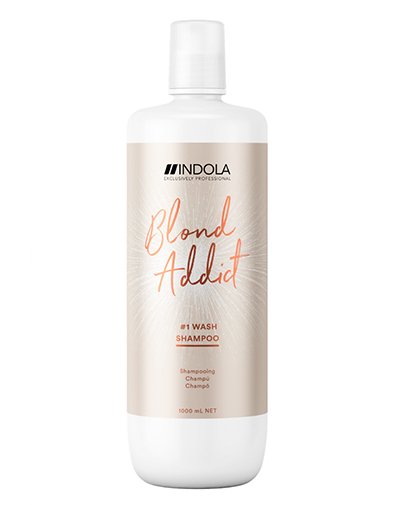 INDOLA
EXCLUSIVELY PROFESSIONAL
Blond
Addict
#1 WASH
SHAMPOO
Shampooing
Champú
Champô
1000 mL NET